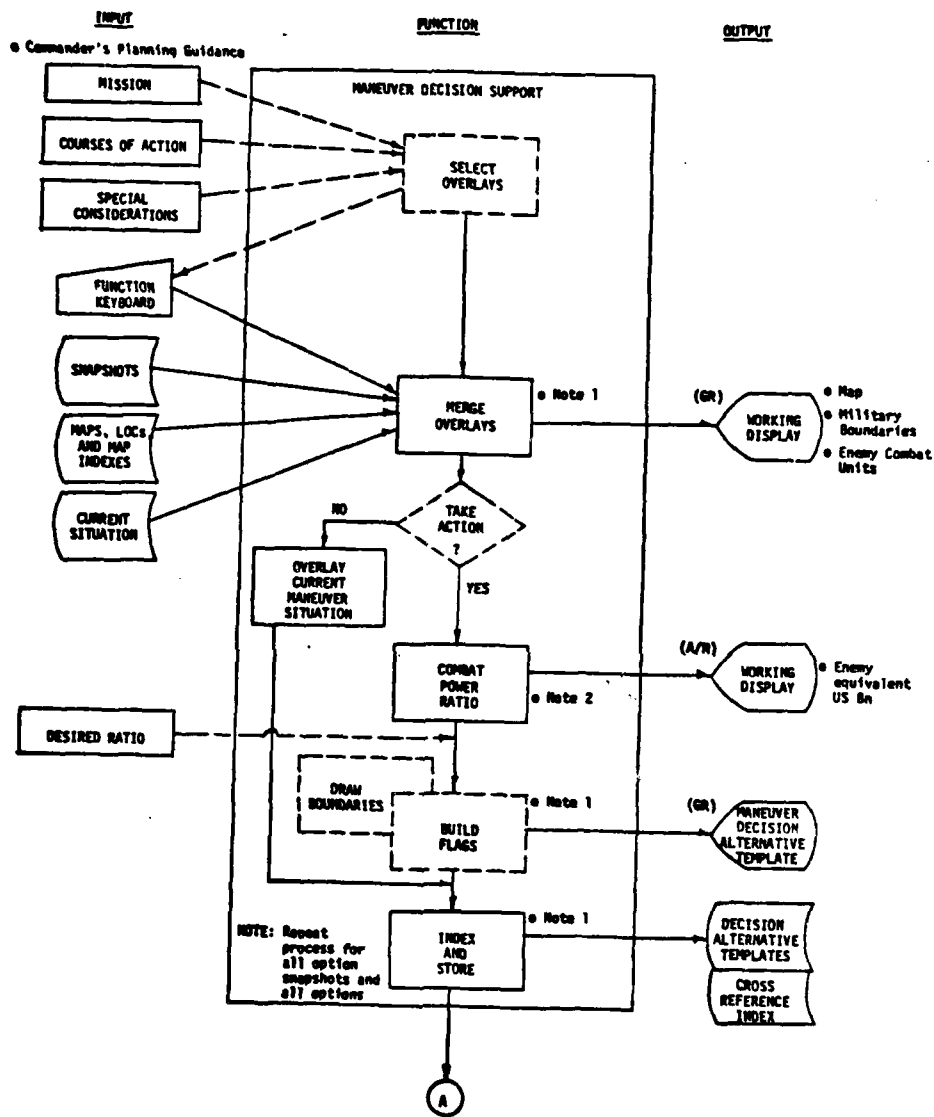 INPUT
FUNCTION
OUTPUT
● Commander's Planning Guidance
MISSION
COURSES OF ACTION
SPECIAL
CONSIDERATIONS
FUNCTION
KEYBOARD
SNAPSHOTS
MAPS, LOCs
AND MAP
INDEXES
CURRENT
SITUATION
DESIRED RATIO
MANEUVER DECISION SUPPORT
SELECT
OVERLAYS
MERGE
OVERLAYS
● Note 1
TAKE
ACTION
?
NO
YES
OVERLAY
CURRENT
MANEUVER
SITUATION
COMBAT
POWER
RATIO
● Note 2
DRAW
BOUNDARIES
BUILD
FLAGS
● Note 1
INDEX
AND
STORE
● Note 1
NOTE: Repeat
process for
all option
snapshots and
all options
A
(GR)
WORKING
DISPLAY
● Map
● Military
Boundaries
● Enemy Combat
Units
(A/N)
WORKING
DISPLAY
● Enemy
equivalent
US Bn
(GR)
MANEUVER
DECISION
ALTERNATIVE
TEMPLATE
DECISION
ALTERNATIVE
TEMPLATES
CROSS
REFERENCE
INDEX